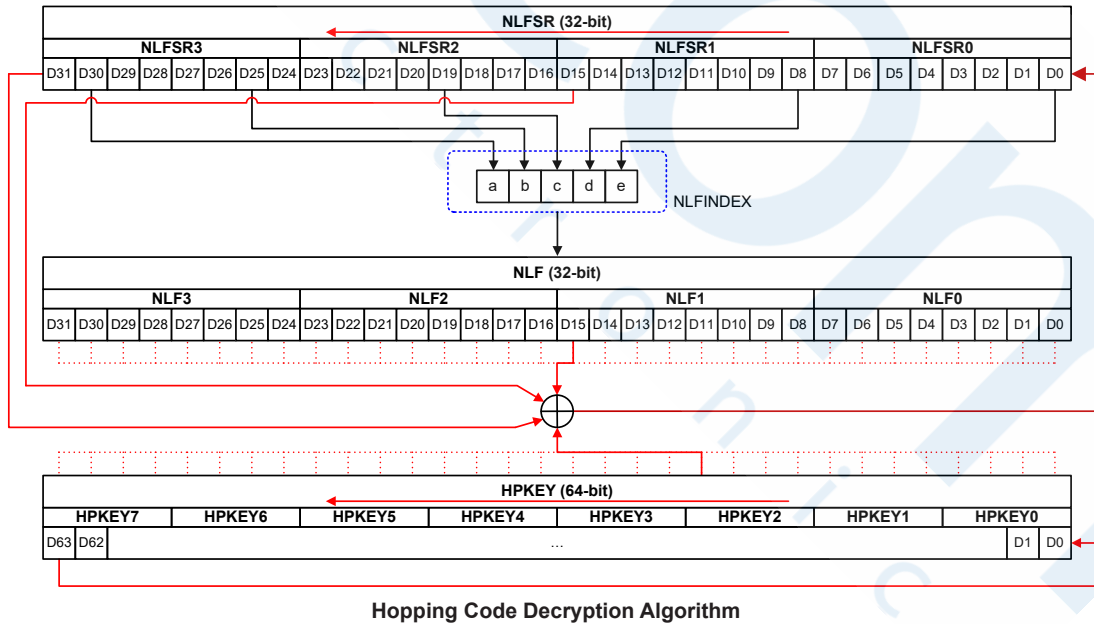 NLFSR (32-bit)
NLFSR3 NLFSR2 NLFSR1 NLFSR0
D31 D30 D29 D28 D27 D26 D25 D24 D23 D22 D21 D20 D19 D18 D17 D16 D15 D14 D13 D12 D11 D10 D9 D8 D7 D6 D5 D4 D3 D2 D1 D0
a b c d e
NLFINDEX
NLF (32-bit)
NLF3 NLF2 NLF1 NLF0
D31 D30 D29 D28 D27 D26 D25 D24 D23 D22 D21 D20 D19 D18 D17 D16 D15 D14 D13 D12 D11 D10 D9 D8 D7 D6 D5 D4 D3 D2 D1 D0
HPKEY (64-bit)
HPKEY7 HPKEY6 HPKEY5 HPKEY4 HPKEY3 HPKEY2 HPKEY1 HPKEY0
D63 D62 ... D1 D0
Hopping Code Decryption Algorithm